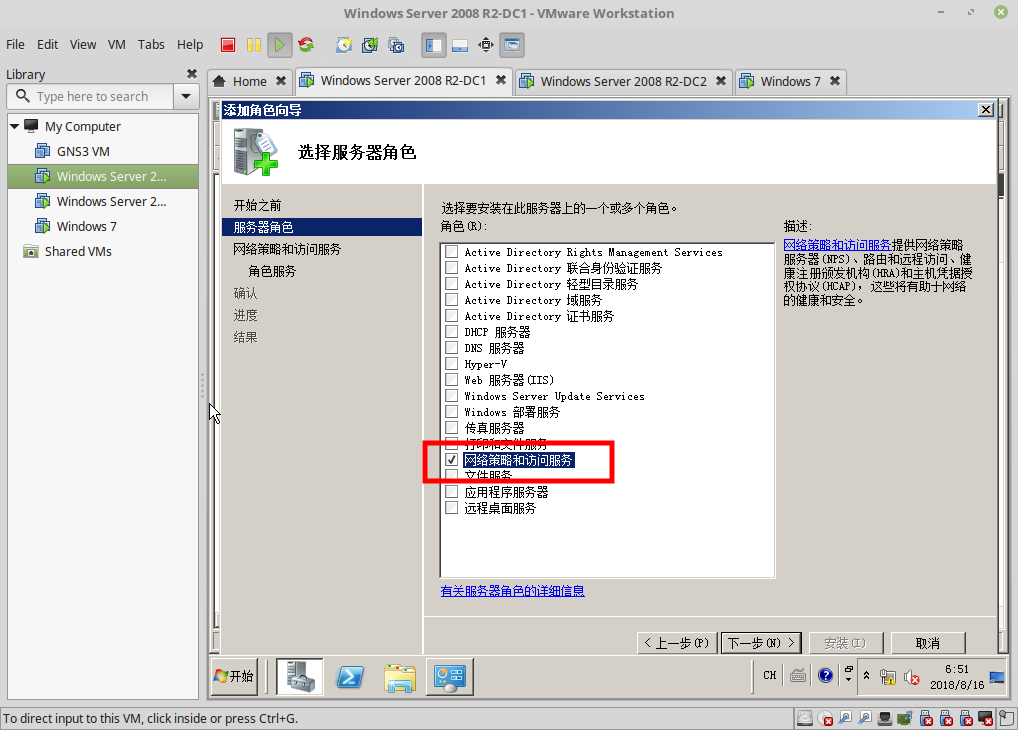 Windows Server 2008 R2-DC1 - VMware Workstation
File Edit View VM Tabs Help
Library
Type here to search
My Computer
GNS3 VM
Windows Server 2...
Windows Server 2...
Windows 7
Shared VMs
Home
Windows Server 2008 R2-DC1
Windows Server 2008 R2-DC2
Windows 7
添加角色向导
选择服务器角色
开始之前
服务器角色
网络策略和访问服务
角色服务
确认
进度
结果
选择要安装在此服务器上的一个或多个角色。
角色(R):
Active Directory Rights Management Services
Active Directory 联合身份验证服务
Active Directory 轻型目录服务
Active Directory 域服务
Active Directory 证书服务
DHCP 服务器
DNS 服务器
Hyper-V
Web 服务器(IIS)
Windows Server Update Services
Windows 部署服务
传真服务器
打印和文件服务
网络策略和访问服务
文件服务
应用程序服务器
远程桌面服务
有关服务器角色的详细信息
描述:
网络策略和访问服务提供网络策略
服务器(NPS)、路由和远程访问、健
康注册颁发机构(HRA)和主机凭据授
权协议(HCAP)，这些将有助于网络
的健康和安全。
< 上一步(P)
下一步(N) >
安装(I)
取消
开始
CH
6:51
2018/8/16
To direct input to this VM, click inside or press Ctrl+G.